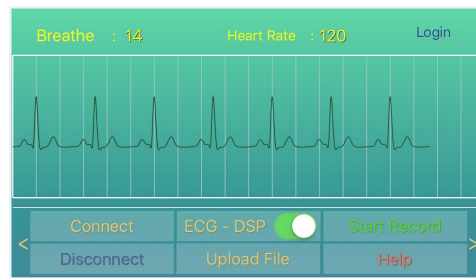 Breathe : 14 Heart Rate : 120 Login
Connect ECG - DSP Start Record
< >
Disconnect Upload File Help